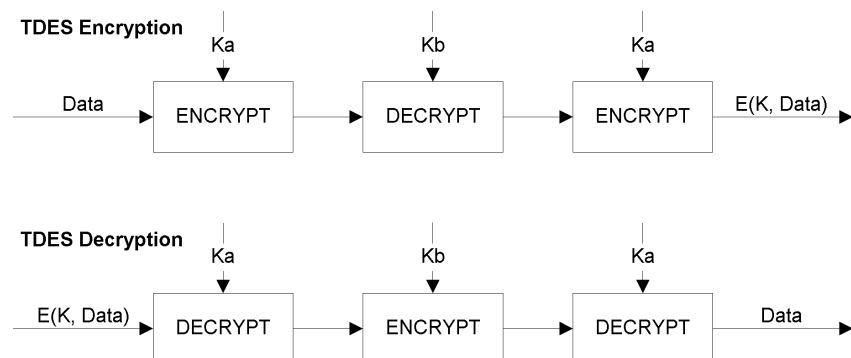 TDES Encryption
Ka
Kb
Ka
Data
ENCRYPT
DECRYPT
ENCRYPT
E(K, Data)
TDES Decryption
Ka
Kb
Ka
E(K, Data)
DECRYPT
ENCRYPT
DECRYPT
Data